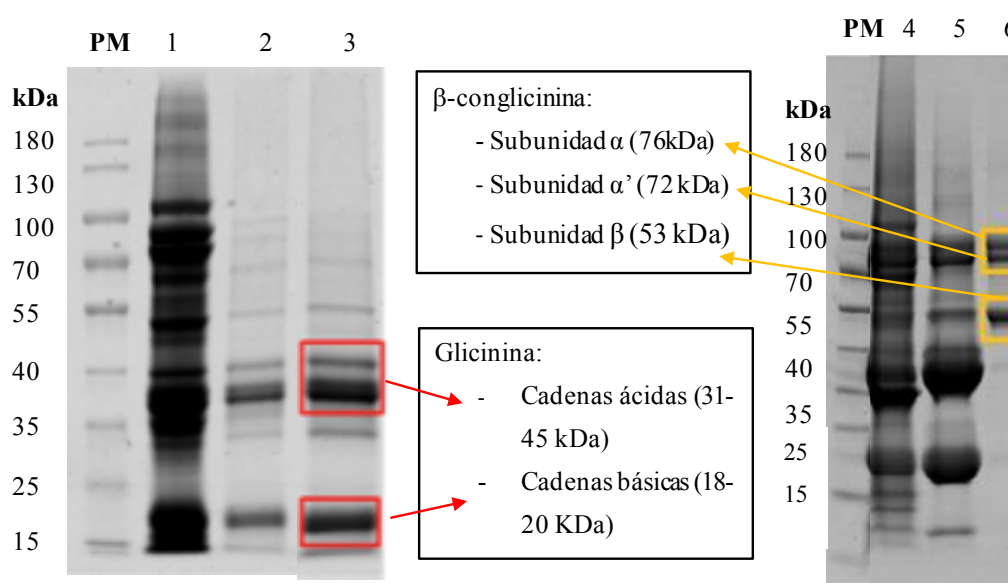 PM 1 2 3
kDa
180
130
100
70
55
40
35
25
15
β-conglicinina:
- Subunidad α (76kDa)
- Subunidad α’ (72 kDa)
- Subunidad β (53 kDa)
Glicinina:
- Cadenas ácidas (31-
45 kDa)
- Cadenas básicas (18-
20 KDa)
PM 4 5 6
kDa
180
130
100
70
55
40
35
25
15